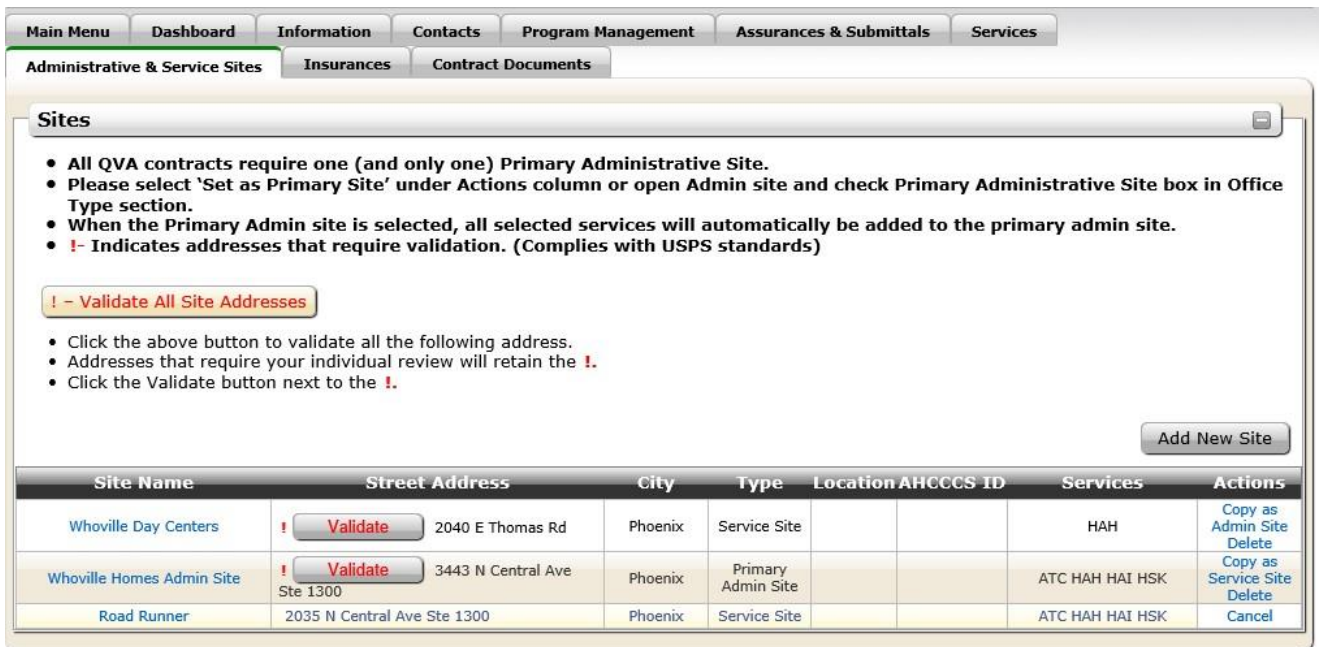 Main Menu Dashboard Information Contacts Program Management Assurances & Submittals Services
Administrative & Service Sites Insurances Contract Documents
Sites
• All QVA contracts require one (and only one) Primary Administrative Site.
• Please select ‘Set as Primary Site’ under Actions column or open Admin site and check Primary Administrative Site box in Office
Type section.
• When the Primary Admin site is selected, all selected services will automatically be added to the primary admin site.
• !- Indicates addresses that require validation. (Complies with USPS standards)
! – Validate All Site Addresses
• Click the above button to validate all the following address.
• Addresses that require your individual review will retain the !.
• Click the Validate button next to the !.
Add New Site
Site Name Street Address City Type Location AHCCCS ID Services Actions
Whoville Day Centers ! Validate 2040 E Thomas Rd Phoenix Service Site HAH Copy as
Admin Site
Delete
Whoville Homes Admin Site ! Validate 3443 N Central Ave
Ste 1300 Phoenix Primary
Admin Site ATC HAH HAI HSK Copy as
Service Site
Delete
Road Runner 2035 N Central Ave Ste 1300 Phoenix Service Site ATC HAH HAI HSK Cancel